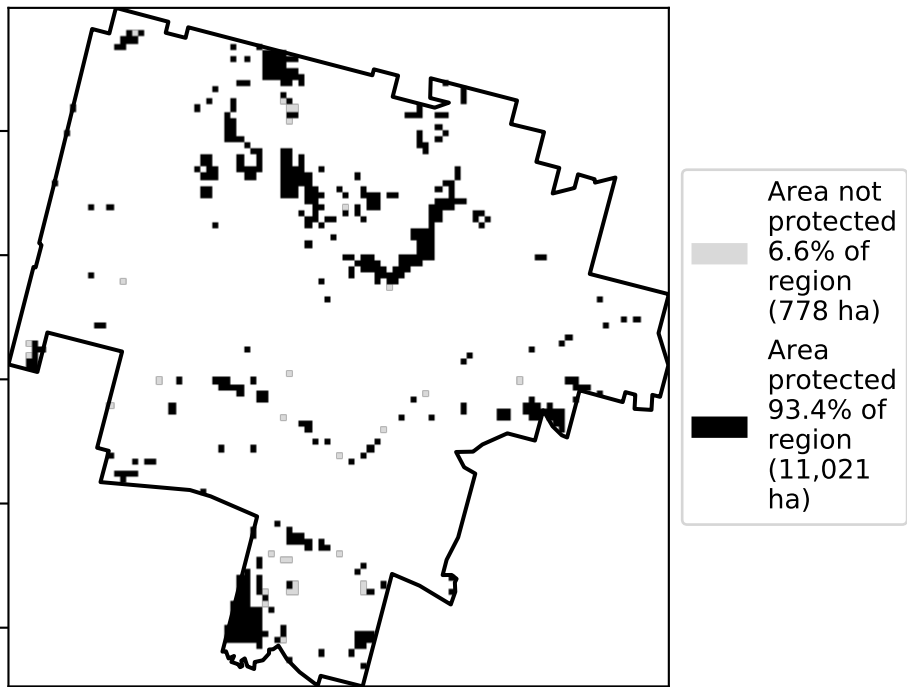 Area not
protected
6.6% of
region
(778 ha)
Area
protected
93.4% of
region
(11,021
ha)